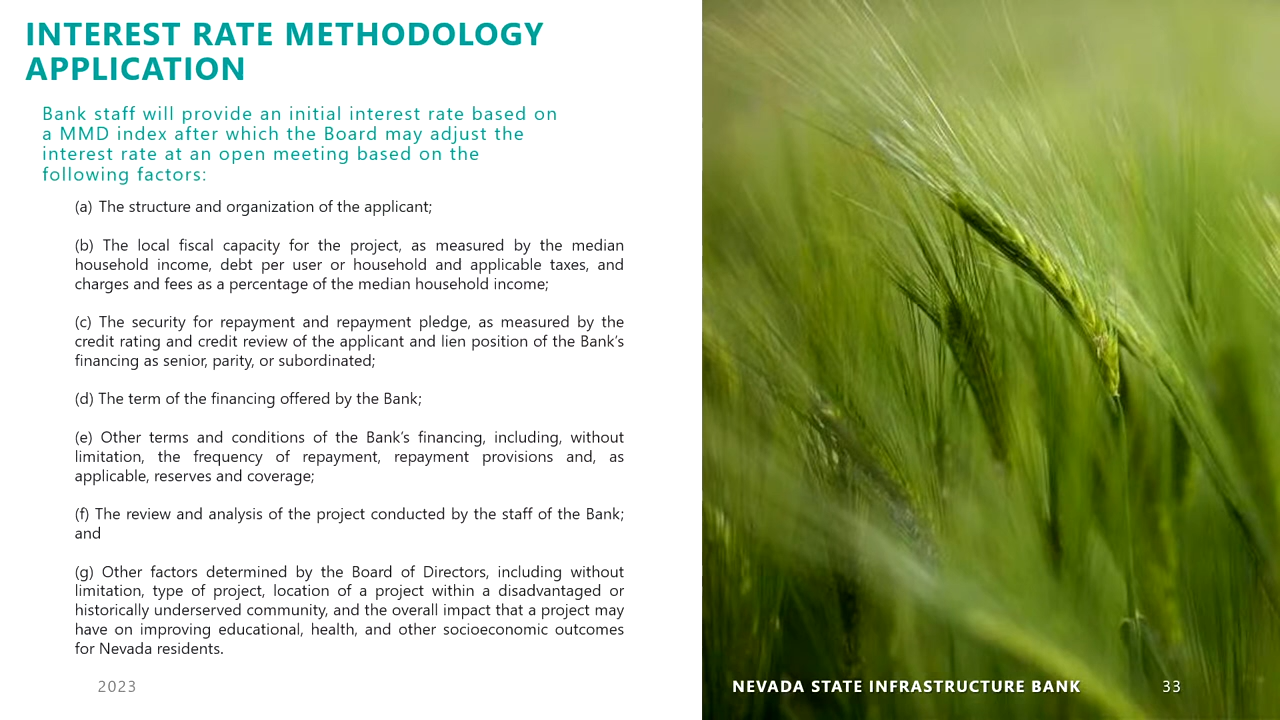 INTEREST RATE METHODOLOGY
APPLICATION
Bank staff will provide an initial interest rate based on
a MMD index after which the Board may adjust the
interest rate at an open meeting based on the
following factors:
(a) The structure and organization of the applicant;
(b) The local fiscal capacity for the project, as measured by the median
household income, debt per user or household and applicable taxes, and
charges and fees as a percentage of the median household income;
(c) The security for repayment and repayment pledge, as measured by the
credit rating and credit review of the applicant and lien position of the Bank’s
financing as senior, parity, or subordinated;
(d) The term of the financing offered by the Bank;
(e) Other terms and conditions of the Bank’s financing, including, without
limitation, the frequency of repayment, repayment provisions and, as
applicable, reserves and coverage;
(f) The review and analysis of the project conducted by the staff of the Bank;
and
(g) Other factors determined by the Board of Directors, including without
limitation, type of project, location of a project within a disadvantaged or
historically underserved community, and the overall impact that a project may
have on improving educational, health, and other socioeconomic outcomes
for Nevada residents.
2023
NEVADA STATE INFRASTRUCTURE BANK
33